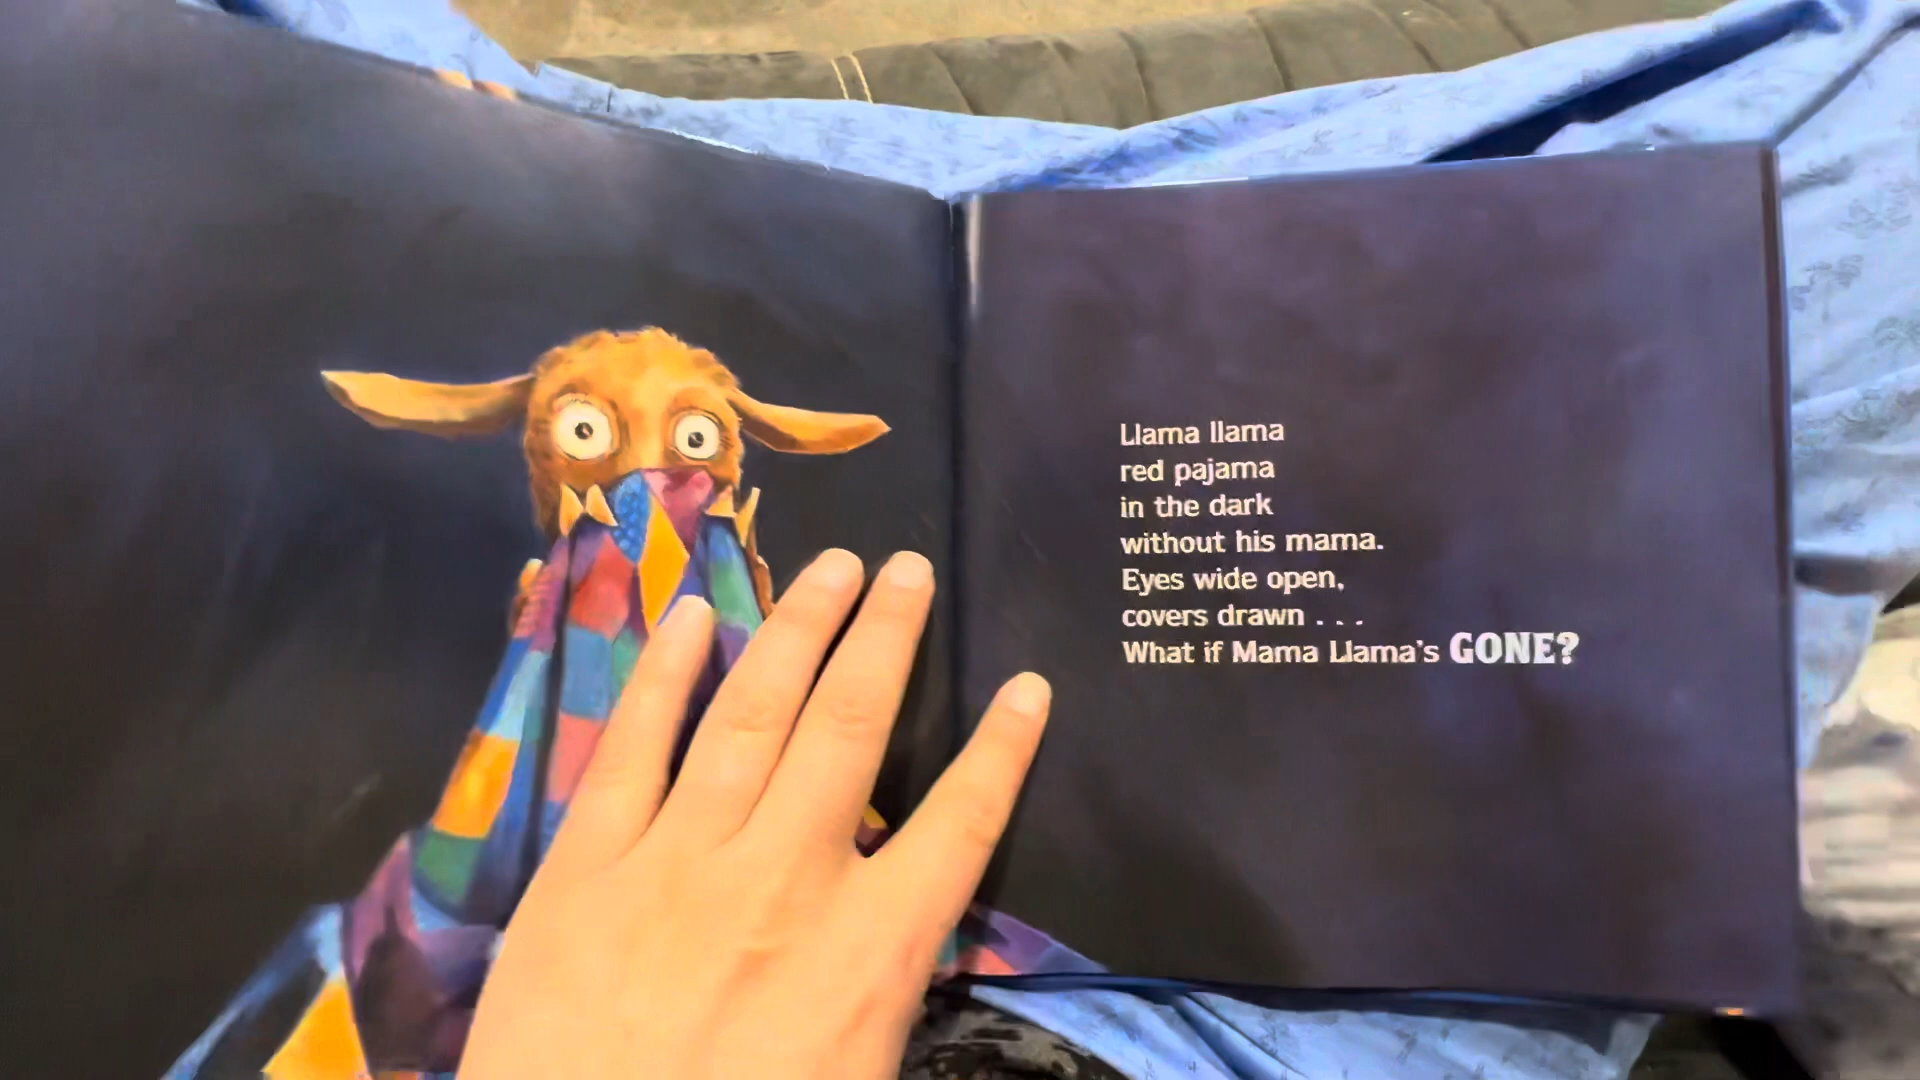 Llama llama
red pajama
in the dark
without his mama.
Eyes wide open,
covers drawn . . .
What if Mama Llama's GONE?